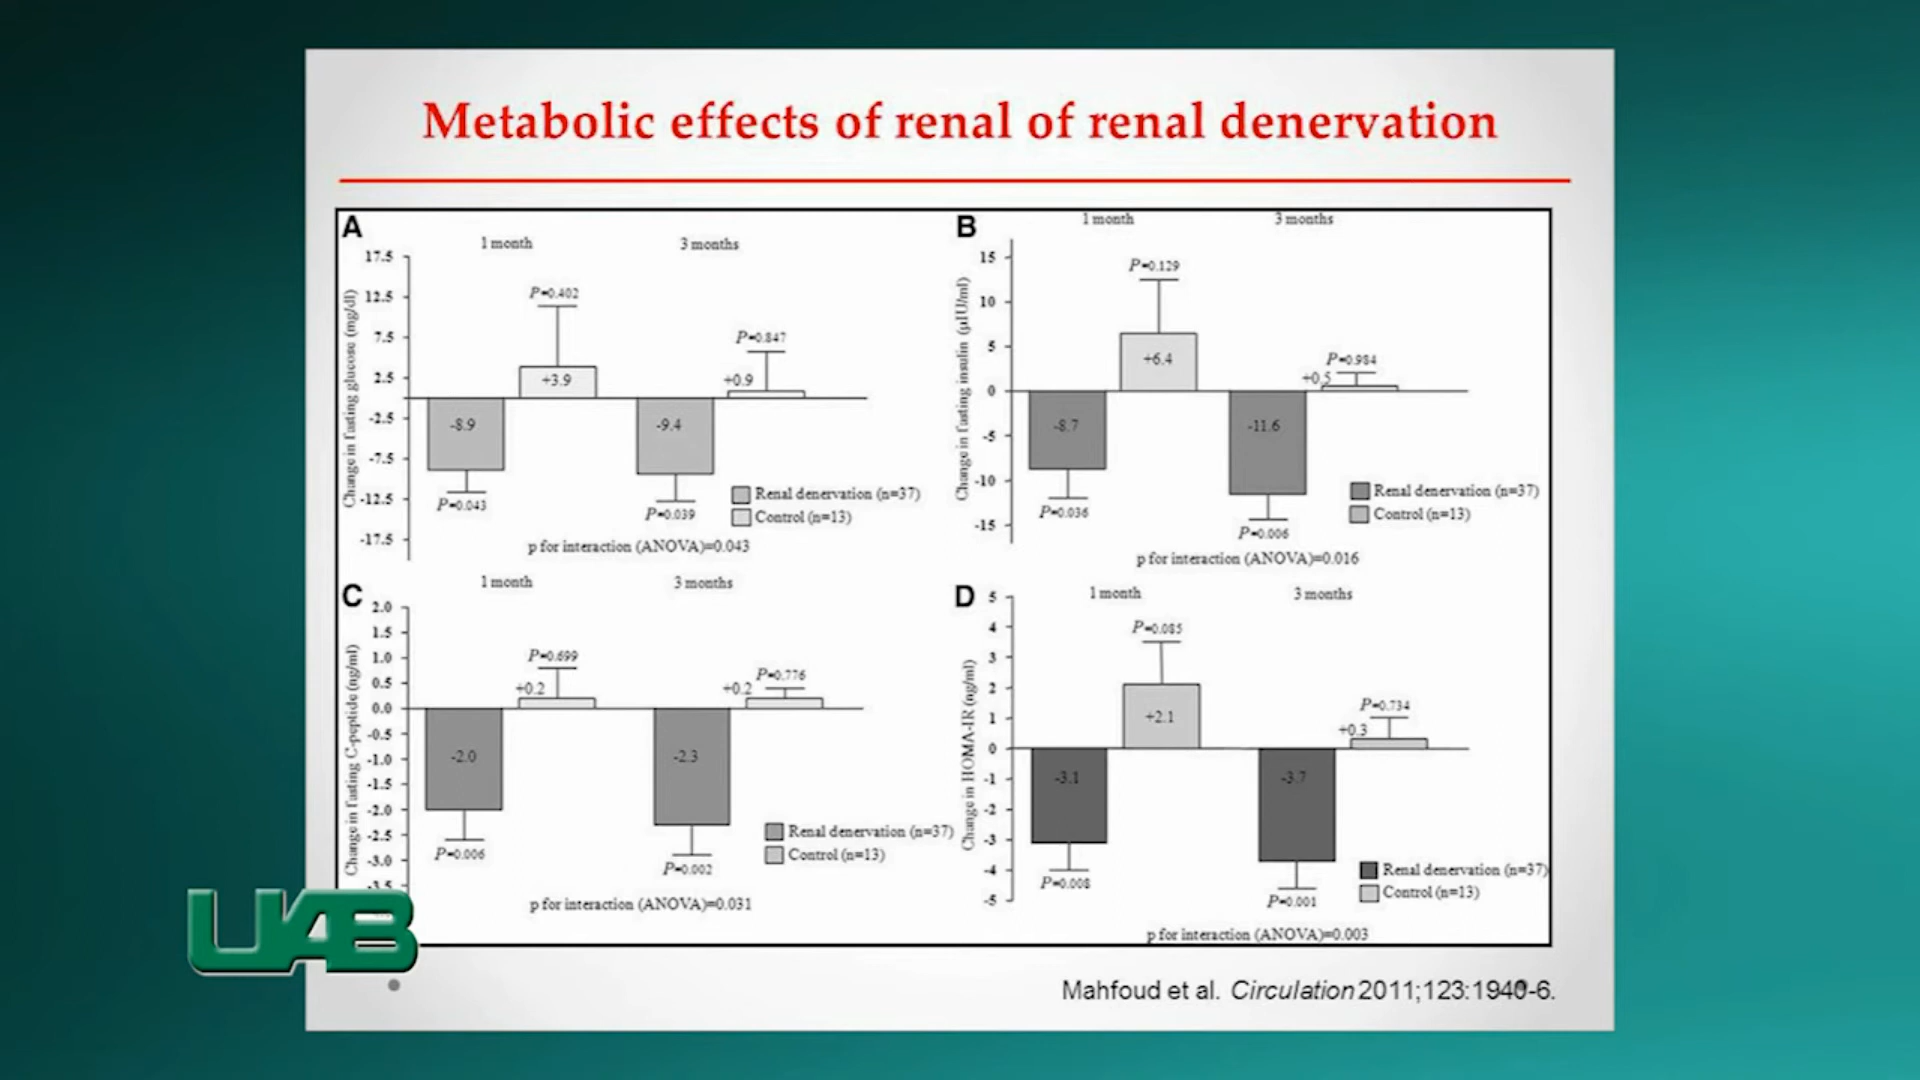 Metabolic effects of renal of renal denervation
A
1 month
3 months
Change in fasting glucose (mg/dl)
17.5
12.5
7.5
2.5
-2.5
-7.5
-12.5
-17.5
P=0.402
+3.9
P=0.847
+0.9
-8.9
-9.4
P=0.043
P=0.039
Renal denervation (n=37)
Control (n=13)
p for interaction (ANOVA)=0.043
B
1 month
3 months
Change in fasting insulin (µIU/ml)
15
10
5
0
-5
-10
-15
P=0.129
+6.4
P=0.984
+0.5
-8.7
-11.6
P=0.036
P=0.006
Renal denervation (n=37)
Control (n=13)
p for interaction (ANOVA)=0.016
C
1 month
3 months
Change in fasting C-peptide (ng/ml)
2.0
1.5
1.0
0.5
0.0
-0.5
-1.0
-1.5
-2.0
-2.5
-3.0
-3.5
P=0.699
+0.2
P=0.776
+0.2
-2.0
-2.3
P=0.006
P=0.002
Renal denervation (n=37)
Control (n=13)
p for interaction (ANOVA)=0.031
D
1 month
3 months
Change in HOMA-IR (ng/ml)
5
4
3
2
1
0
-1
-2
-3
-4
-5
P=0.085
+2.1
P=0.734
+0.3
-3.1
-3.7
P=0.008
P=0.001
Renal denervation (n=37)
Control (n=13)
p for interaction (ANOVA)=0.003
UAB
Mahfoud et al. Circulation 2011;123:1940-6.